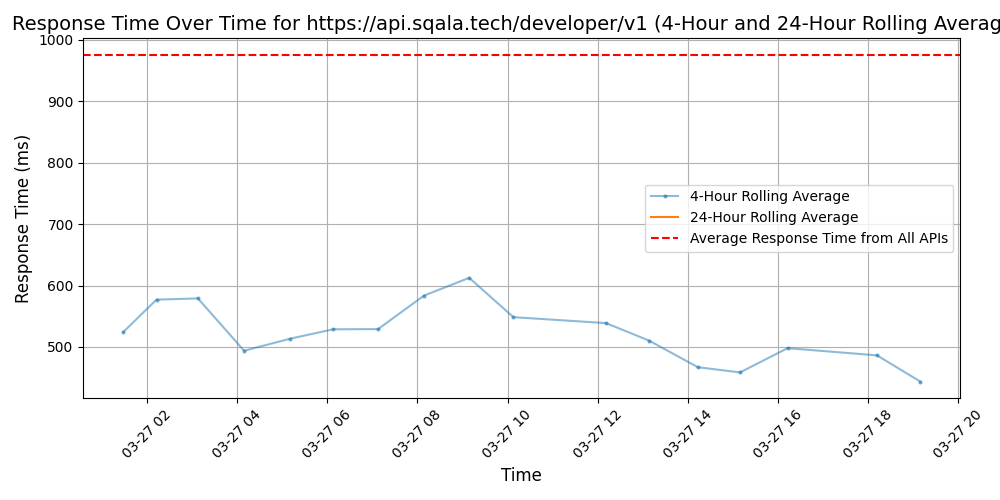 Response Time Over Time for https://api.sqala.tech/developer/v1 (4-Hour and 24-Hour Rolling Averag
Response Time (ms)
1000
900
800
700
600
500
4-Hour Rolling Average
24-Hour Rolling Average
Average Response Time from All APIs
03-27 02
03-27 04
03-27 06
03-27 08
03-27 10
03-27 12
03-27 14
03-27 16
03-27 18
03-27 20
Time